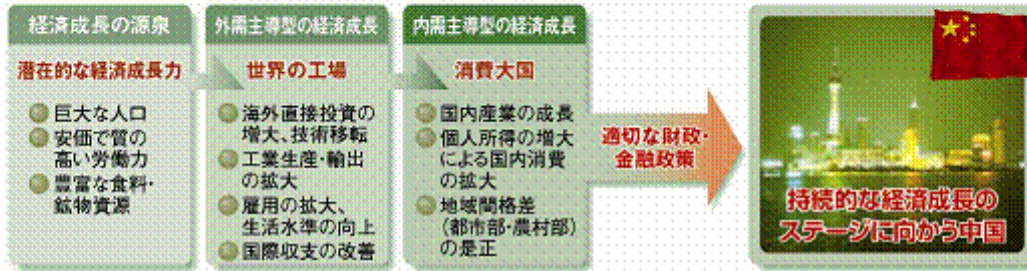 経済成長の源泉
潜在的な経済成長力
巨大な人口
安価で質の
高い労働力
豊富な食料・
鉱物資源
外需主導型の経済成長
世界の工場
海外直接投資の
増大、技術移転
工業生産・輸出
の拡大
雇用の拡大、
生活水準の向上
国際収支の改善
内需主導型の経済成長
消費大国
国内産業の成長
個人所得の増大
による国内消費
の拡大
地域間格差
(都市部・農村部)
の是正
適切な財政・
金融政策
持続的な経済成長の
ステージに向かう中国